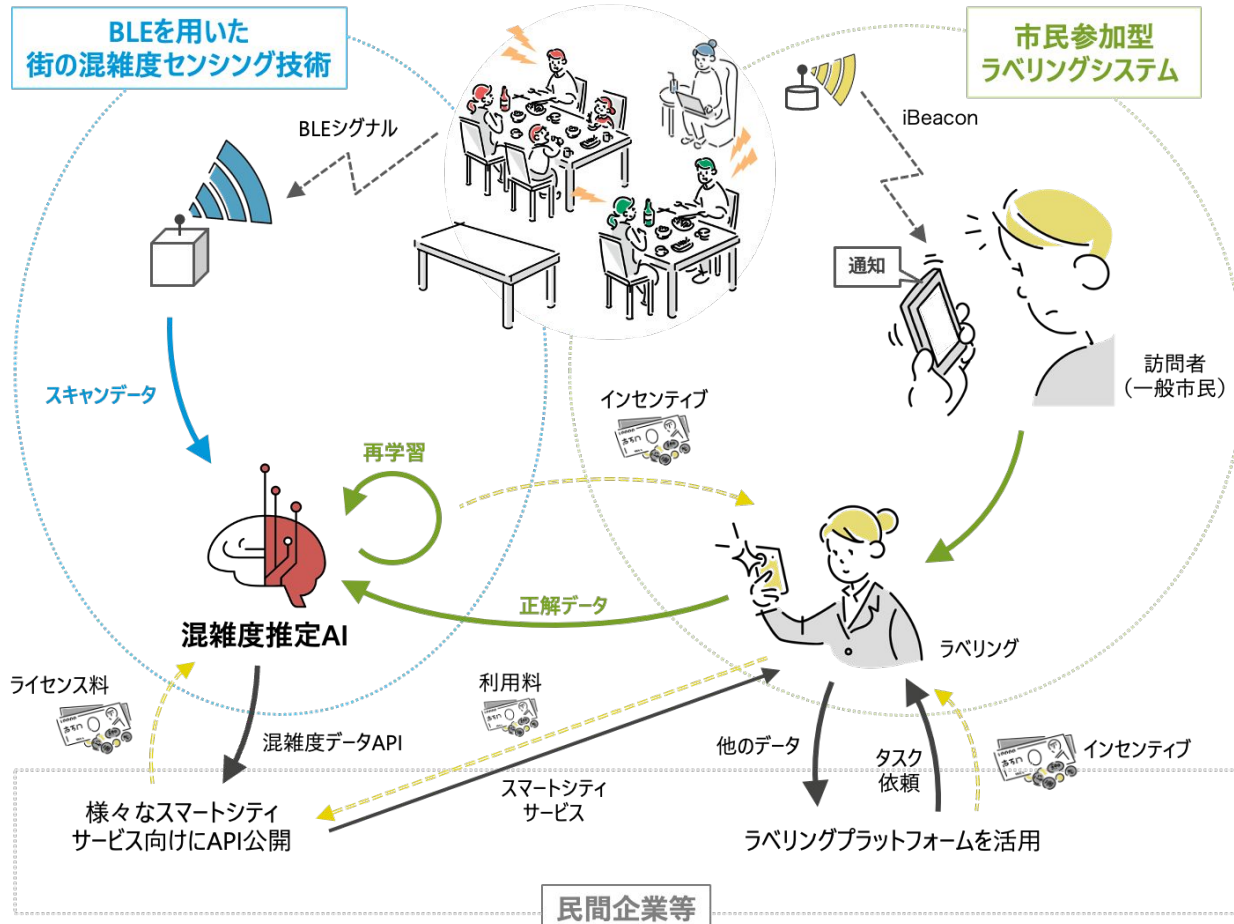 BLEを用いた
街の混雑度センシング技術
市民参加型
ラベリングシステム
BLEシグナル
iBeacon
通知
訪問者
（一般市民）
スキャンデータ
インセンティブ
再学習
正解データ
混雑度推定AI
ラベリング
ライセンス料
利用料
混雑度データAPI
他のデータ
タスク
依頼
インセンティブ
スマートシティ
サービス
様々なスマートシティ
サービス向けにAPI公開
ラベリングプラットフォームを活用
民間企業等